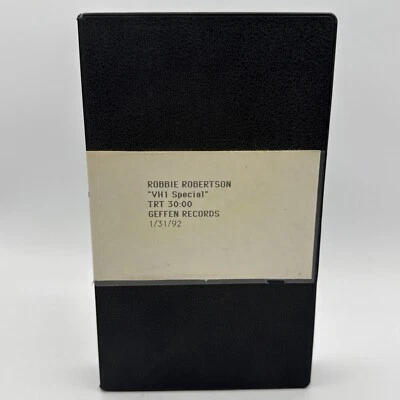 ROBBIE ROBERTSON
"VH1 Special"
TRT 30:00
GEFFEN RECORDS
1/31/92